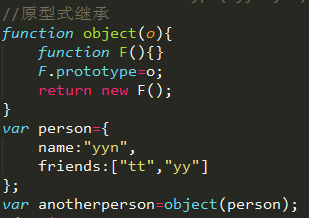 //原型式继承
function object(o){
    function F(){}
    F.prototype=o;
    return new F();
}
var person={
    name:"yyn",
    friends:["tt","yy"]
};
var anotherperson=object(person);